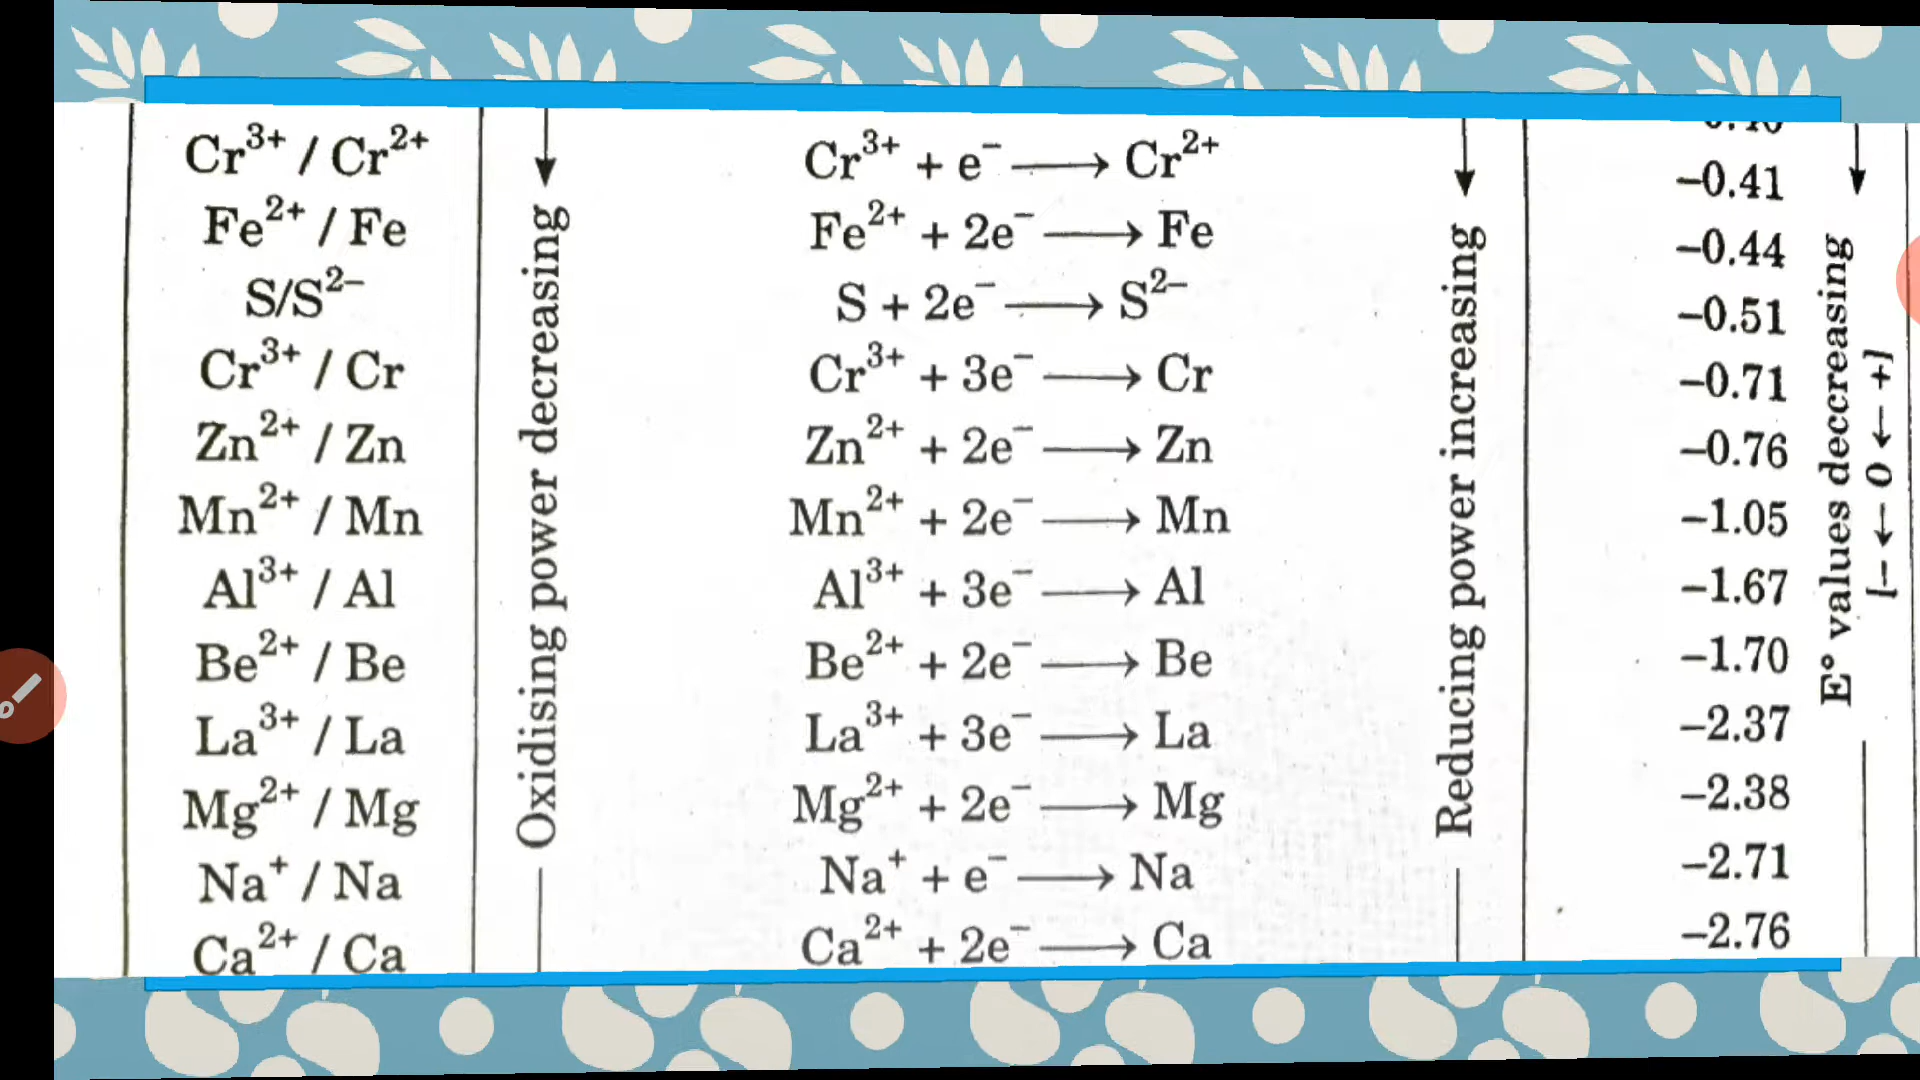 Cr³⁺ / Cr²⁺ Cr³⁺ + e⁻ ⟶ Cr²⁺ –0.41
Fe²⁺ / Fe Fe²⁺ + 2e⁻ ⟶ Fe –0.44
S/S²⁻ S + 2e⁻ ⟶ S²⁻ –0.51
Cr³⁺ / Cr Cr³⁺ + 3e⁻ ⟶ Cr –0.71
Zn²⁺ / Zn Zn²⁺ + 2e⁻ ⟶ Zn –0.76
Mn²⁺ / Mn Mn²⁺ + 2e⁻ ⟶ Mn –1.05
Al³⁺ / Al Al³⁺ + 3e⁻ ⟶ Al –1.67
Be²⁺ / Be Be²⁺ + 2e⁻ ⟶ Be –1.70
La³⁺ / La La³⁺ + 3e⁻ ⟶ La –2.37
Mg²⁺ / Mg Mg²⁺ + 2e⁻ ⟶ Mg –2.38
Na⁺ / Na Na⁺ + e⁻ ⟶ Na –2.71
Ca²⁺ / Ca Ca²⁺ + 2e⁻ ⟶ Ca –2.76
Oxidising power decreasing
Reducing power increasing
E° values deccreasing
[– ← 0 ← +]